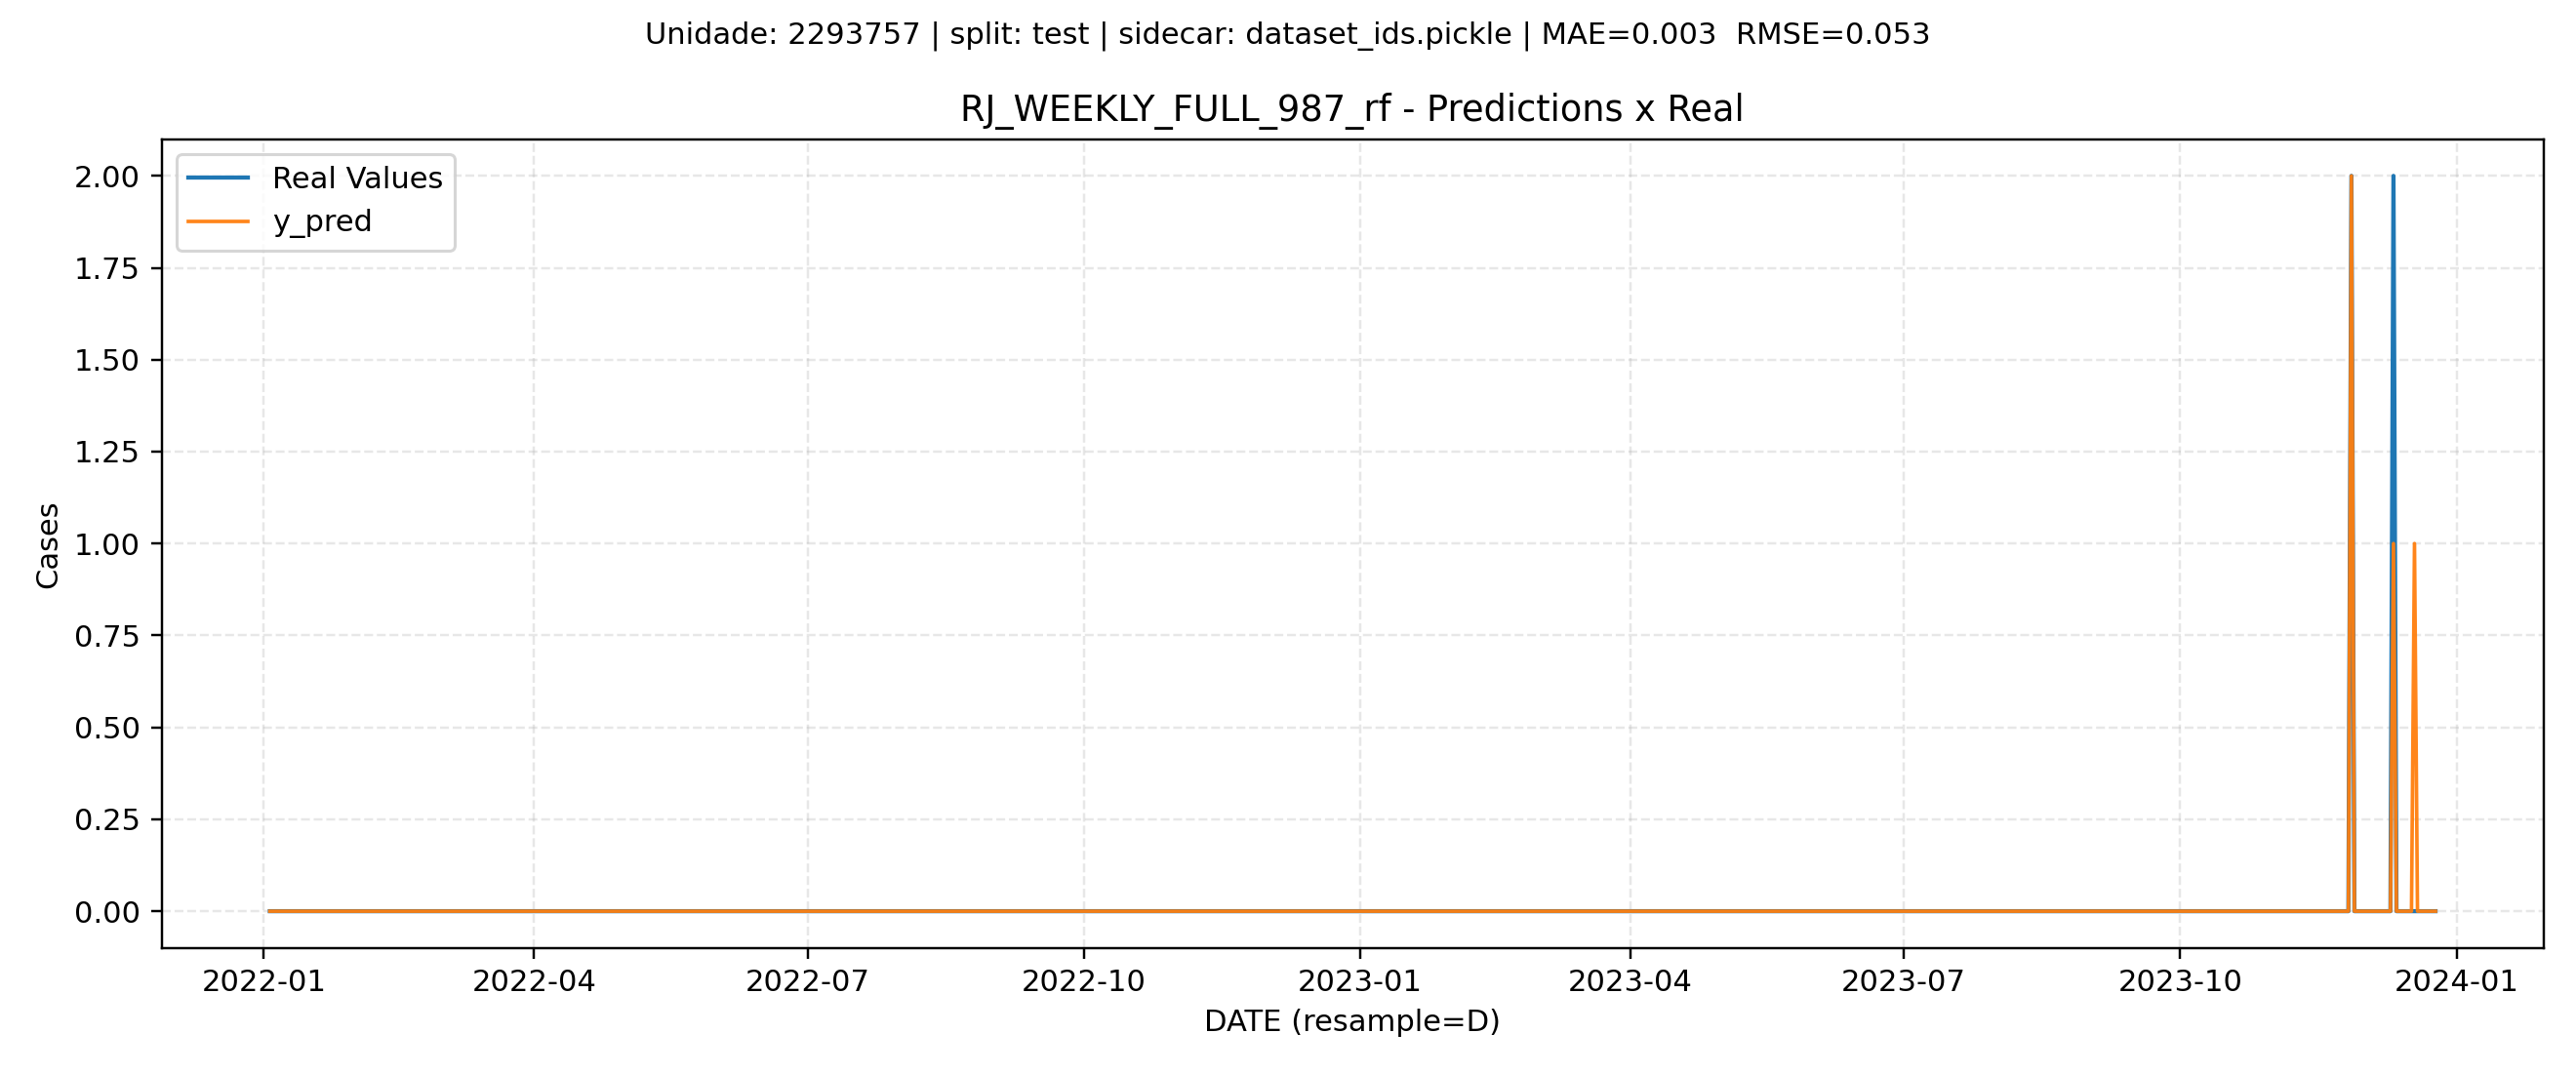 Unidade: 2293757 | split: test | sidecar: dataset_ids.pickle | MAE=0.003  RMSE=0.053
RJ_WEEKLY_FULL_987_rf - Predictions x Real
Real Values
y_pred
2.00
1.75
1.50
1.25
1.00
0.75
0.50
0.25
0.00
Cases
2022-01 2022-04 2022-07 2022-10 2023-01 2023-04 2023-07 2023-10 2024-01
DATE (resample=D)